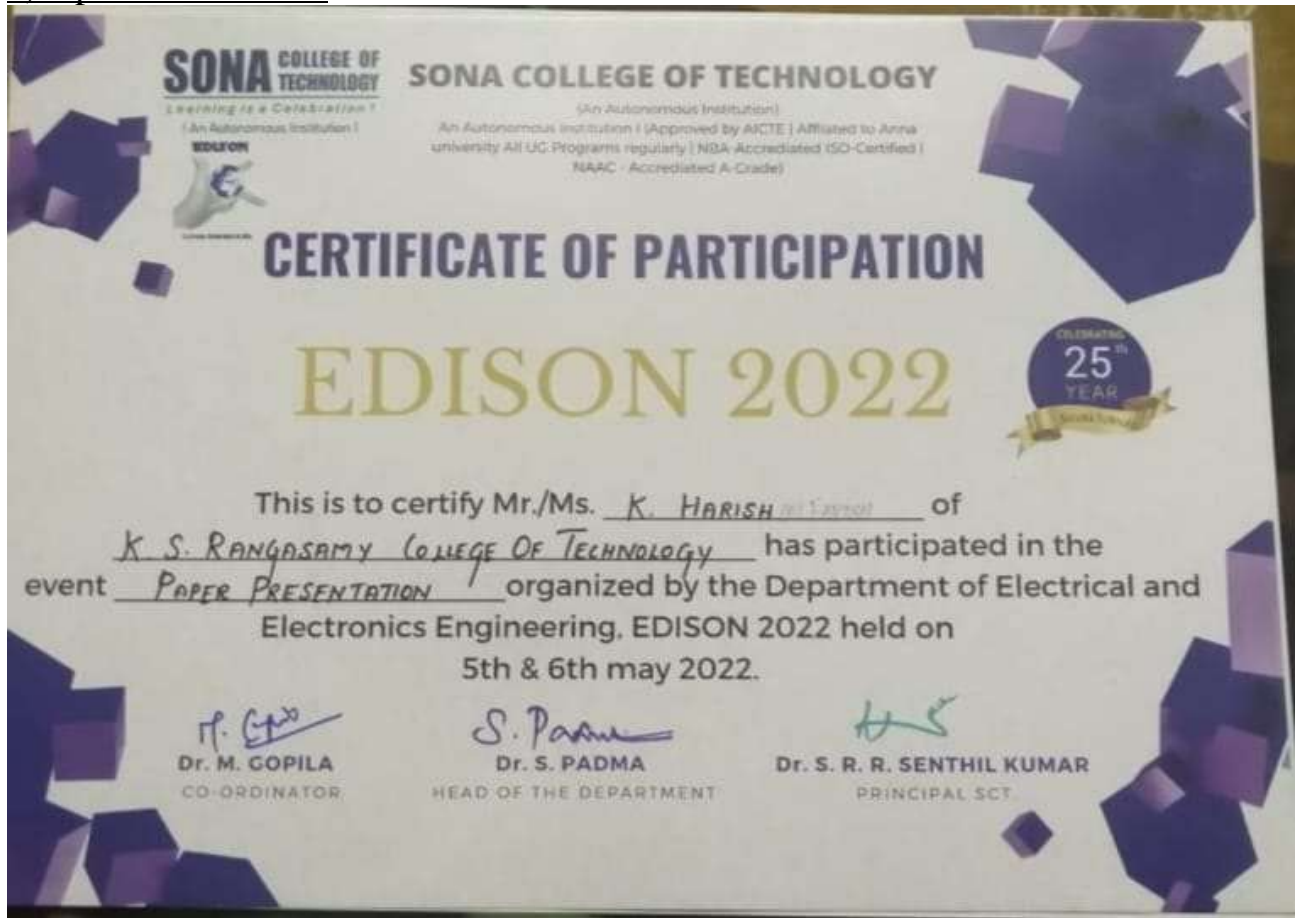 SONA COLLEGE OF
TECHNOLOGY
Learning is a Celebration !
( An Autonomous Institution )
SONA COLLEGE OF TECHNOLOGY
(An Autonomous Institution)
An Autonomous Institution | (Approved by AICTE | Affliated to Anna
university All UG Programs regularly | NBA-Accrediated ISO-Certified |
NAAC - Accrediated A-Grade)
CERTIFICATE OF PARTICIPATION
EDISON 2022
CELEBRATING
25th
YEAR
This is to certify Mr./Ms. K. HARISH of
K S. RANGASAMY COLLEGE OF TECHNOLOGY has participated in the
event PAPER PRESENTATION organized by the Department of Electrical and
Electronics Engineering, EDISON 2022 held on
5th & 6th may 2022.
S. Padma
Dr. M. GOPILA
Dr. S. PADMA
Dr. S. R. R. SENTHIL KUMAR
CO-ORDINATOR
HEAD OF THE DEPARTMENT
PRINCIPAL SCT